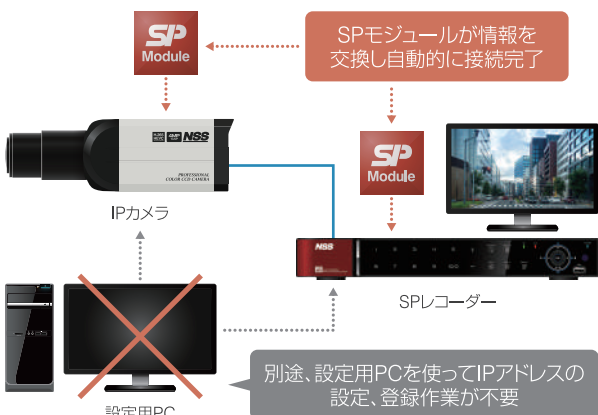 SP
Module
SPモジュールが情報を
交換し自動的に接続完了
4MP NSS
PROFESSIONAL
COLOR CCD CAMERA
SP
Module
IPカメラ
NSS
SPレコーダー
別途、設定用PCを使ってIPアドレスの
設定、登録作業が不要
設定用PC